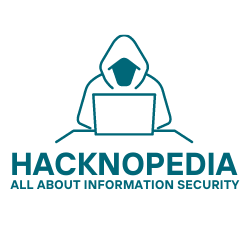 HACKNOPEDIA
ALL ABOUT INFORMATION SECURITY